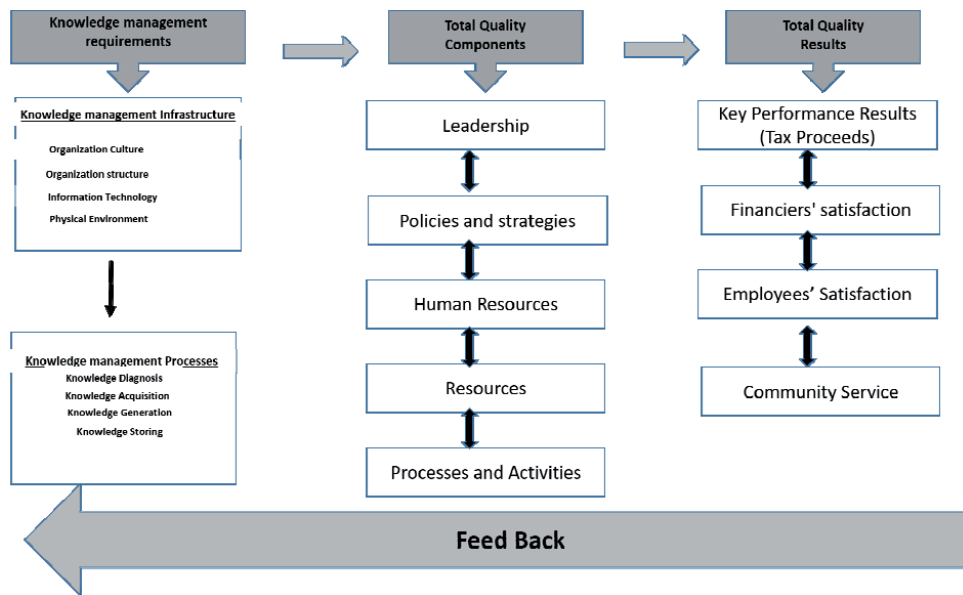 Knowledge management
requirements
Knowledge management Infrastructure
Organization Culture
Organization structure
Information Technology
Physical Environment
Knowledge management Processes
Knowledge Diagnosis
Knowledge Acquisition
Knowledge Generation
Knowledge Storing
Total Quality
Components
Leadership
Policies and strategies
Human Resources
Resources
Processes and Activities
Total Quality
Results
Key Performance Results
(Tax Proceeds)
Financiers' satisfaction
Employees’ Satisfaction
Community Service
Feed Back